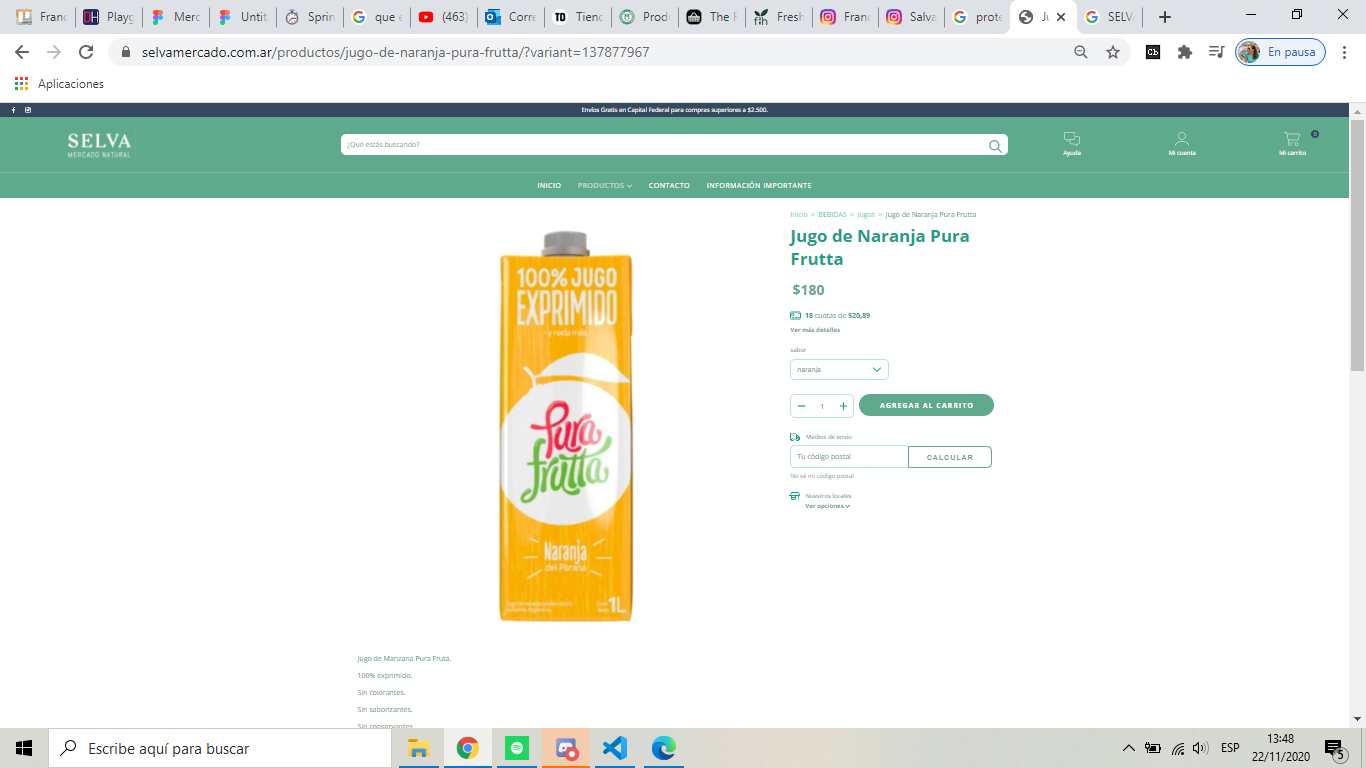 Franc
Playg
Merc
Untit
Sprin
que e
(463)
Corre
Tienc
Prod
The F
Fresh
Franc
Salva
prote
Ju
SELV
selvamercado.com.ar/productos/jugo-de-naranja-pura-frutta/?variant=137877967
En pausa
Aplicaciones
Envíos Gratis en Capital Federal para compras superiores a $2.500.
SELVA
MERCADO NATURAL
¿Qué estás buscando?
Ayuda
Mi cuenta
0
Mi carrito
INICIO PRODUCTOS CONTACTO INFORMACIÓN IMPORTANTE
Inicio > BEBIDAS > Jugos > Jugo de Naranja Pura Frutta
Jugo de Naranja Pura
Frutta
$180
18 cuotas de $20,89
Ver más detalles
sabor
naranja
1
AGREGAR AL CARRITO
Medios de envío
Tu código postal
CALCULAR
No sé mi código postal
Nuestros locales
Ver opciones
100% JUGO
EXPRIMIDO
y nada más
Pura
frutta
Naranja
del Paraná
1L
Jugo de Manzana Pura Fruta.
100% exprimido.
Sin colorantes.
Sin saborizantes.
Sin conservantes
Escribe aquí para buscar
ESP
13:48
22/11/2020
5